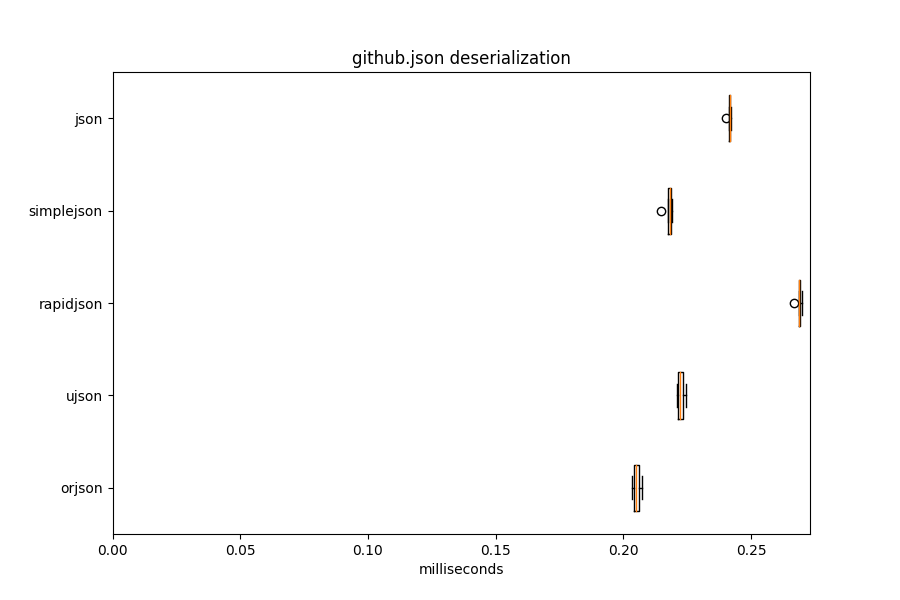 github.json deserialization
json
simplejson
rapidjson
ujson
orjson
0.00 0.05 0.10 0.15 0.20 0.25
milliseconds